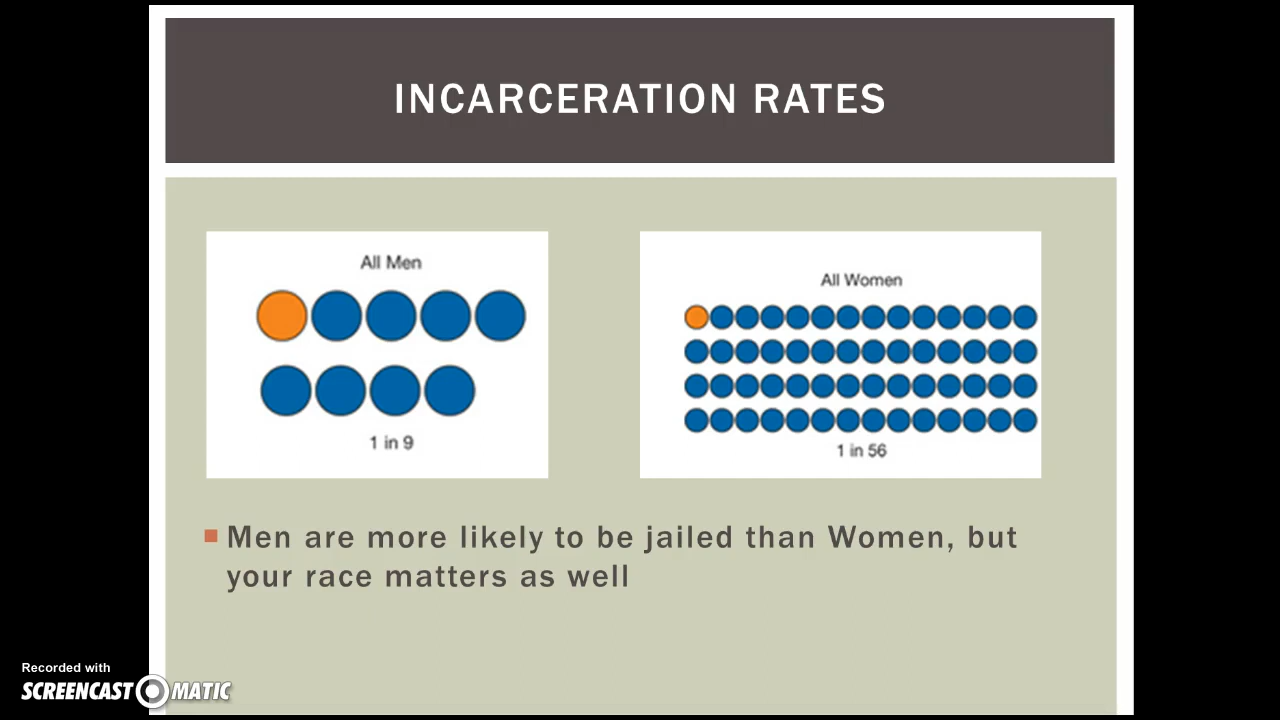 INCARCERATION RATES
All Men
1 in 9
All Women
1 in 56
Men are more likely to be jailed than Women, but
your race matters as well
Recorded with
SCREENCAST MATIC